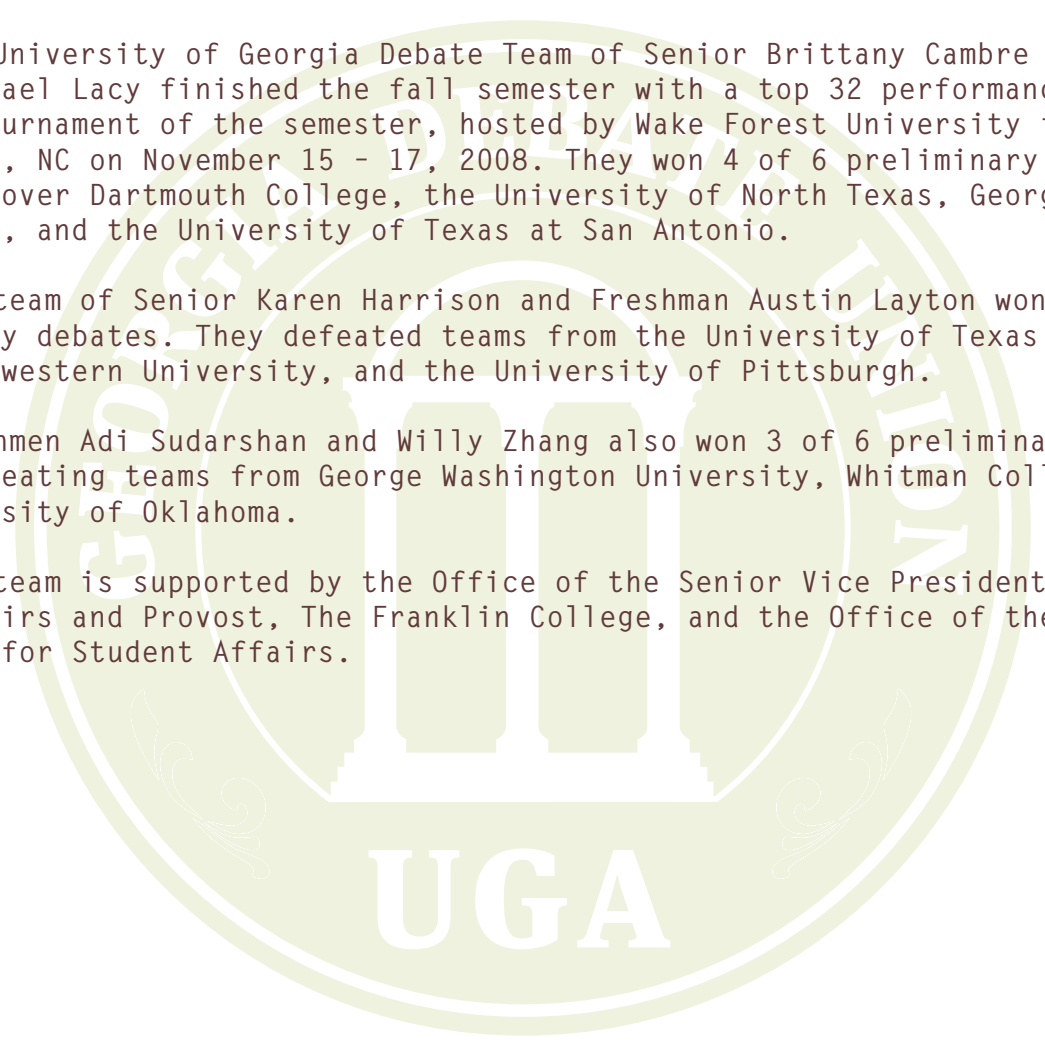 University of Georgia Debate Team of Senior Brittany Cambre
ael Lacy finished the fall semester with a top 32 performanc
urnament of the semester, hosted by Wake Forest University
, NC on November 15 – 17, 2008. They won 4 of 6 preliminary
over Dartmouth College, the University of North Texas, Georg
, and the University of Texas at San Antonio.
team of Senior Karen Harrison and Freshman Austin Layton won
y debates. They defeated teams from the University of Texas
western University, and the University of Pittsburgh.
hmen Adi Sudarshan and Willy Zhang also won 3 of 6 prelimina
eating teams from George Washington University, Whitman Coll
sity of Oklahoma.
team is supported by the Office of the Senior Vice President
irs and Provost, The Franklin College, and the Office of the
for Student Affairs.
GEORGIA DEBATE UNION
UGA